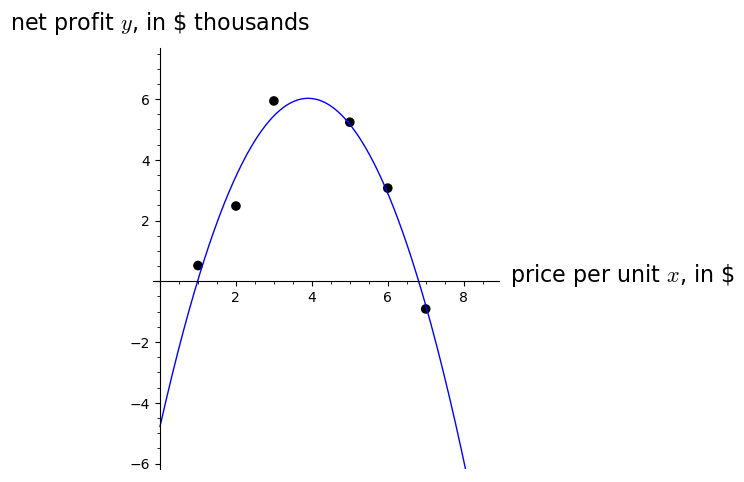 net profit y, in $ thousands
6
4
2
price per unit x, in $
2 4 6 8
−2
−4
−6